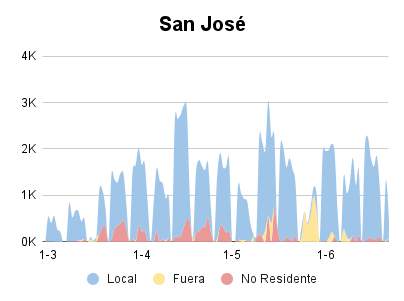 San José
4K
3K
2K
1K
0K
1-3 1-4 1-5 1-6
Local Fuera No Residente